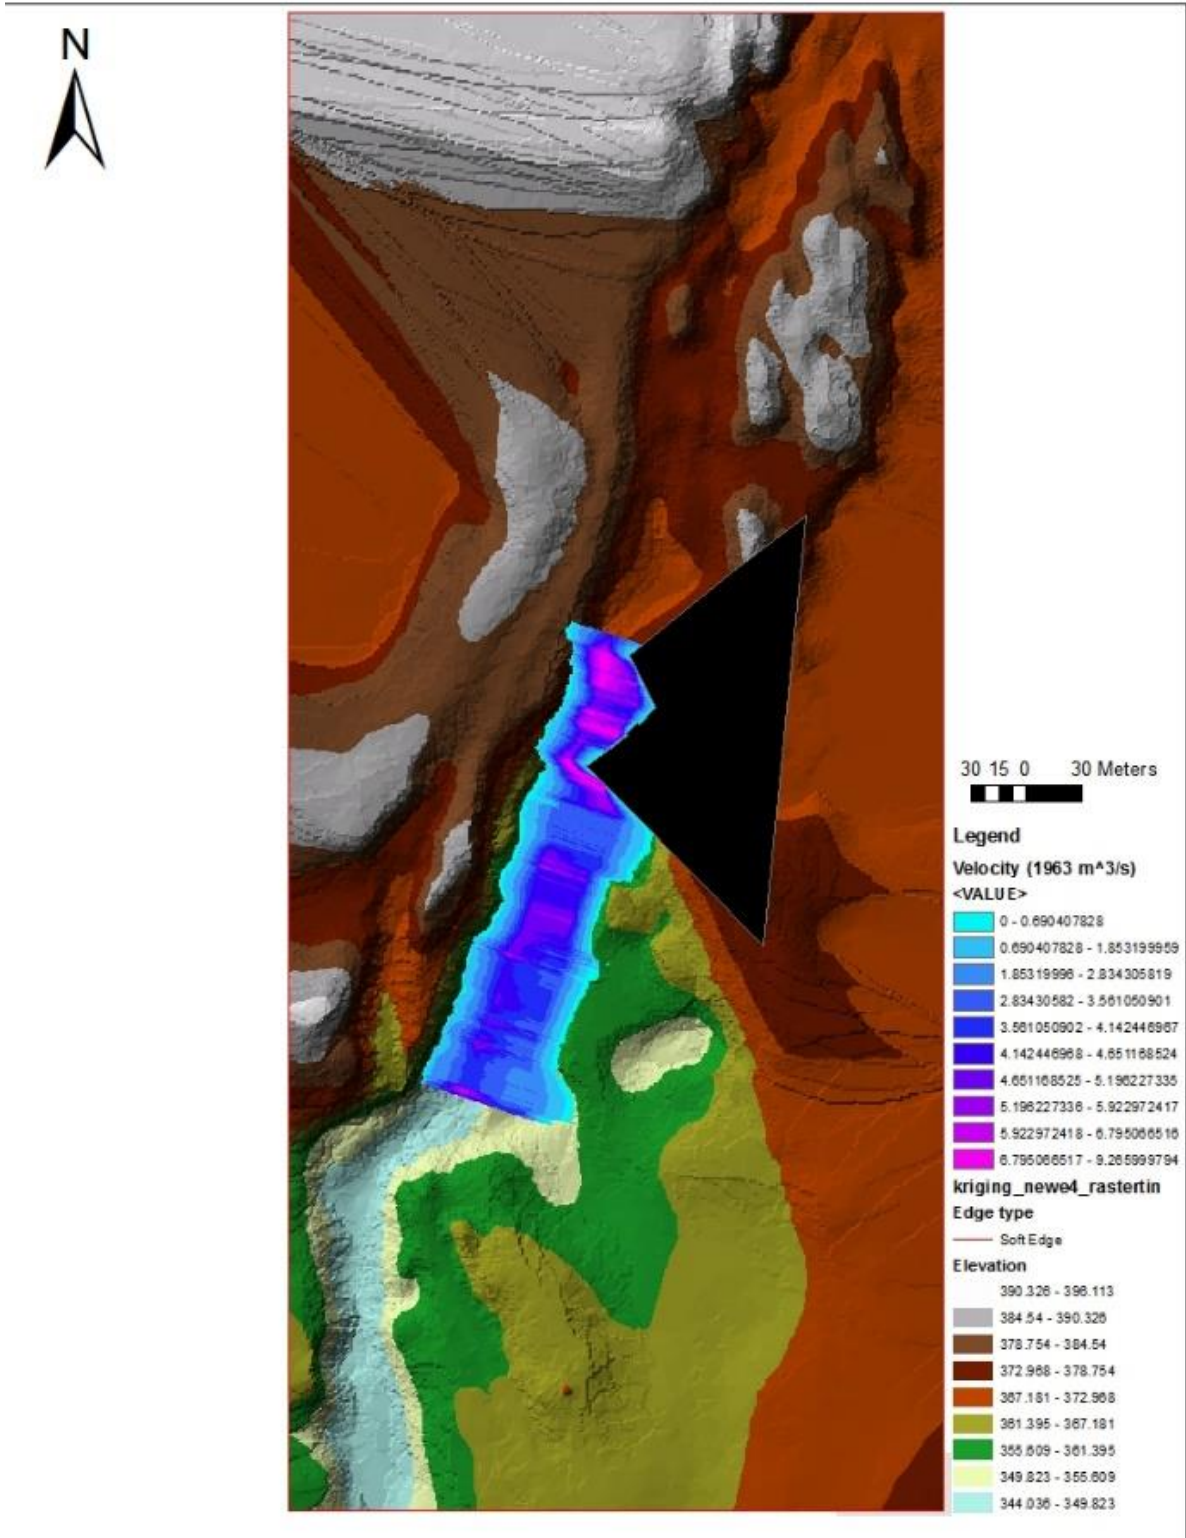 N
30 15 0 30 Meters
Legend
Velocity (1963 m^3/s)
<VALUE>
0 - 0.690407828
0.690407828 - 1.853199959
1.85319996 - 2.834305819
2.83430582 - 3.561050901
3.561050902 - 4.142446967
4.142446968 - 4.651168524
4.651168525 - 5.196227335
5.196227336 - 5.922972417
5.922972418 - 6.795066516
6.795066517 - 9.265999794
kriging_newe4_rastertin
Edge type
Soft Edge
Elevation
390.326 - 396.113
384.54 - 390.326
378.754 - 384.54
372.968 - 378.754
367.181 - 372.968
361.395 - 367.181
355.609 - 361.395
349.823 - 355.609
344.036 - 349.823